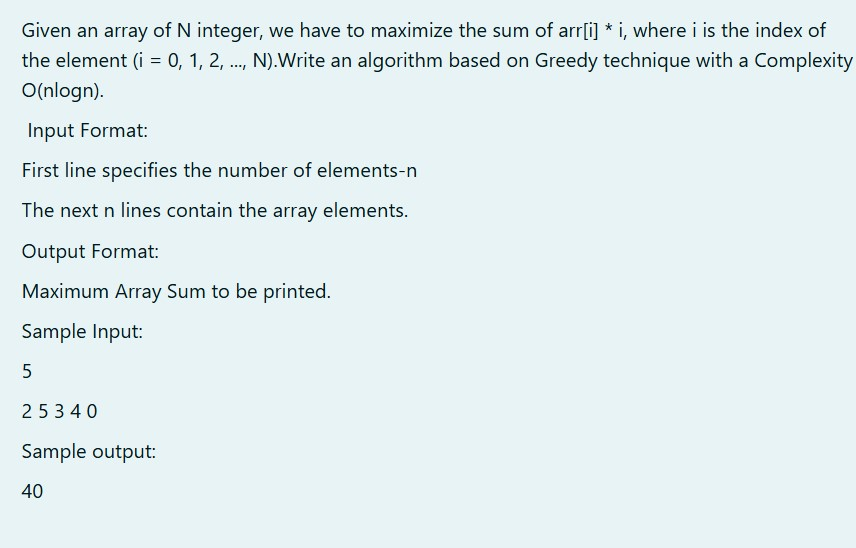 Given an array of N integer, we have to maximize the sum of arr[i] * i, where i is the index of
the element (i = 0, 1, 2, ..., N).Write an algorithm based on Greedy technique with a Complexity
O(nlogn).
Input Format:
First line specifies the number of elements-n
The next n lines contain the array elements.
Output Format:
Maximum Array Sum to be printed.
Sample Input:
5
2 5 3 4 0
Sample output:
40